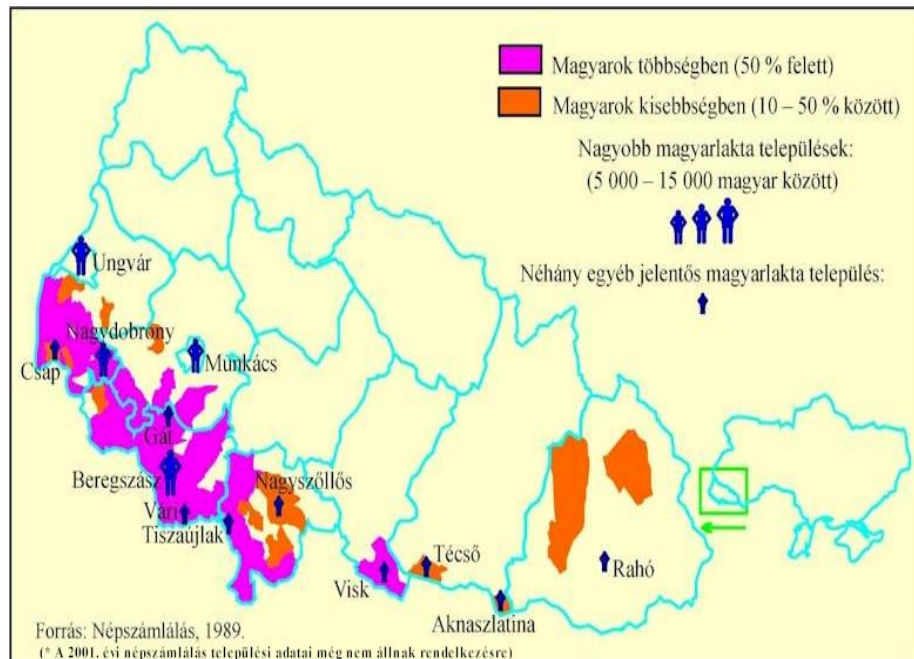 Magyarok többségben (50 % felett)
Magyarok kisebbségben (10 – 50 % között)
Nagyobb magyarlakta települések:
(5 000 – 15 000 magyar között)
Néhány egyéb jelentős magyarlakta település:
Ungvár
Nagydobrony
Munkács
Csap
Gát
Beregszász
Nagyszőllős
Vári
Tiszaújlak
Técső
Visk
Rahó
Aknaszlatina
Forrás: Népszámlálás, 1989.
(* A 2001. évi népszámlálás települési adatai még nem állnak rendelkezésre)